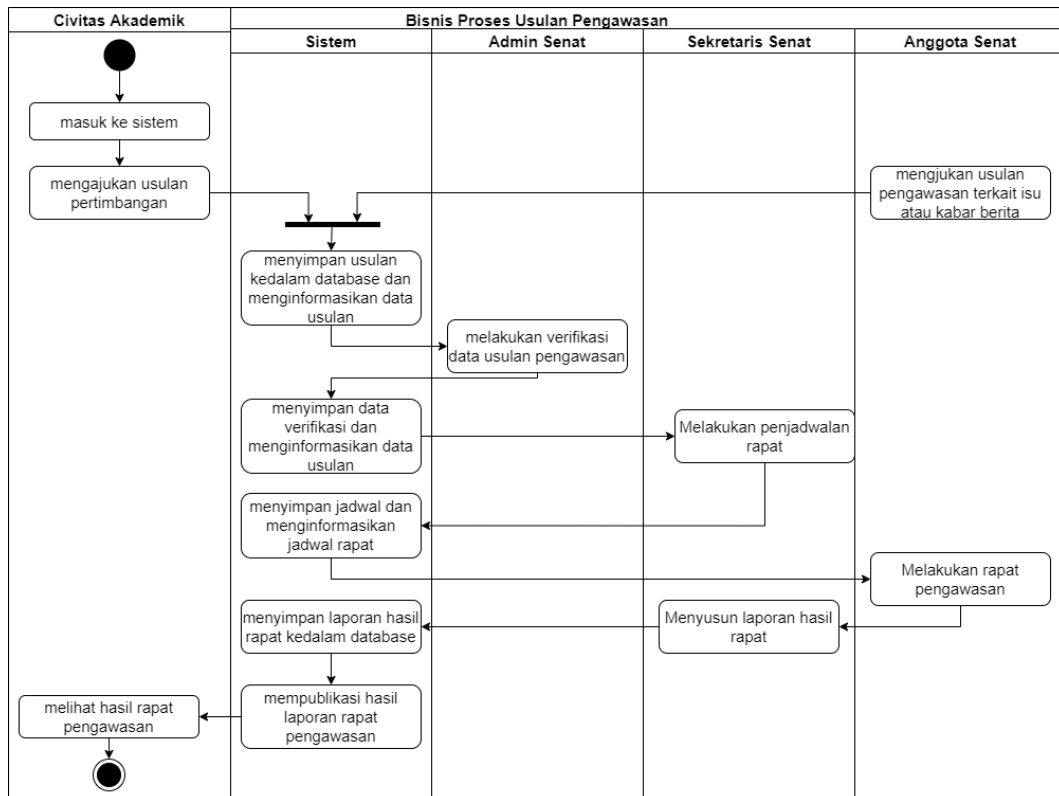 Civitas Akademik
Bisnis Proses Usulan Pengawasan
Sistem
Admin Senat
Sekretaris Senat
Anggota Senat
masuk ke sistem
mengajukan usulan
pertimbangan
mengjukan usulan
pengawasan terkait isu
atau kabar berita
menyimpan usulan
kedalam database dan
menginformasikan data
usulan
melakukan verifikasi
data usulan pengawasan
menyimpan data
verifikasi dan
menginformasikan data
usulan
Melakukan penjadwalan
rapat
menyimpan jadwal dan
menginformasikan
jadwal rapat
Melakukan rapat
pengawasan
Menyusun laporan hasil
rapat
menyimpan laporan hasil
rapat kedalam database
mempublikasi hasil
laporan rapat
pengawasan
melihat hasil rapat
pengawasan